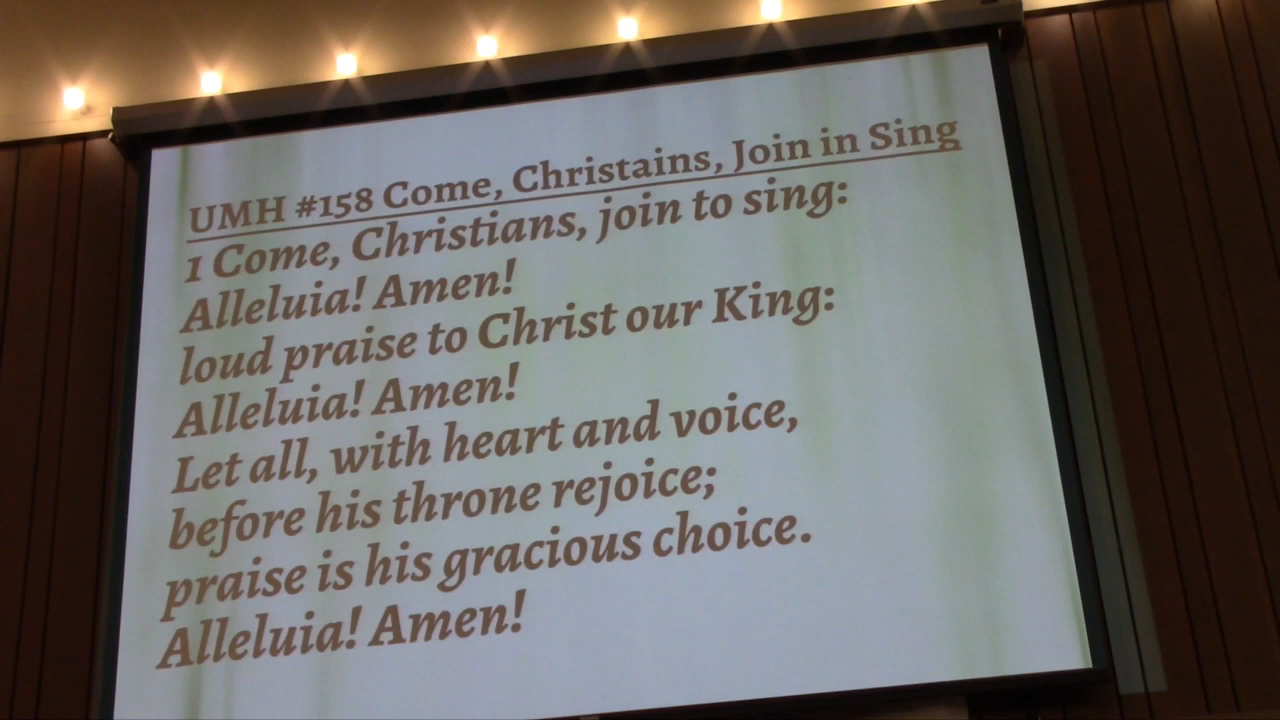 UMH #158 Come, Christains, Join in Sing
1 Come, Christians, join to sing:
Alleluia! Amen!
loud praise to Christ our King:
Alleluia! Amen!
Let all, with heart and voice,
before his throne rejoice;
praise is his gracious choice.
Alleluia! Amen!